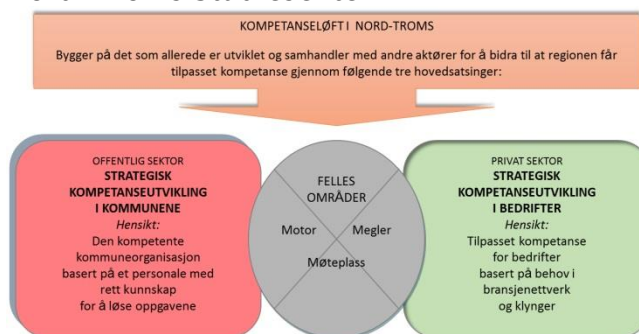 KOMPETANSELØFT I NORD-TROMS
Bygger på det som allerede er utviklet og samhandler med andre aktører for å bidra til at regionen får
tilpasset kompetanse gjennom følgende tre hovedsatsinger:
OFFENTLIG SEKTOR
STRATEGISK
KOMPETANSEUTVIKLING
I KOMMUNENE
Hensikt:
Den kompetente
kommuneorganisasjon
basert på et personale med
rett kunnskap
for å løse oppgavene
FELLES
OMRÅDER
Motor
Megler
Møteplass
PRIVAT SEKTOR
STRATEGISK
KOMPETANSEUTVIKLING
I BEDRIFTER
Hensikt:
Tilpasset kompetanse
for bedrifter
basert på behov i
bransjenettverk
og klynger